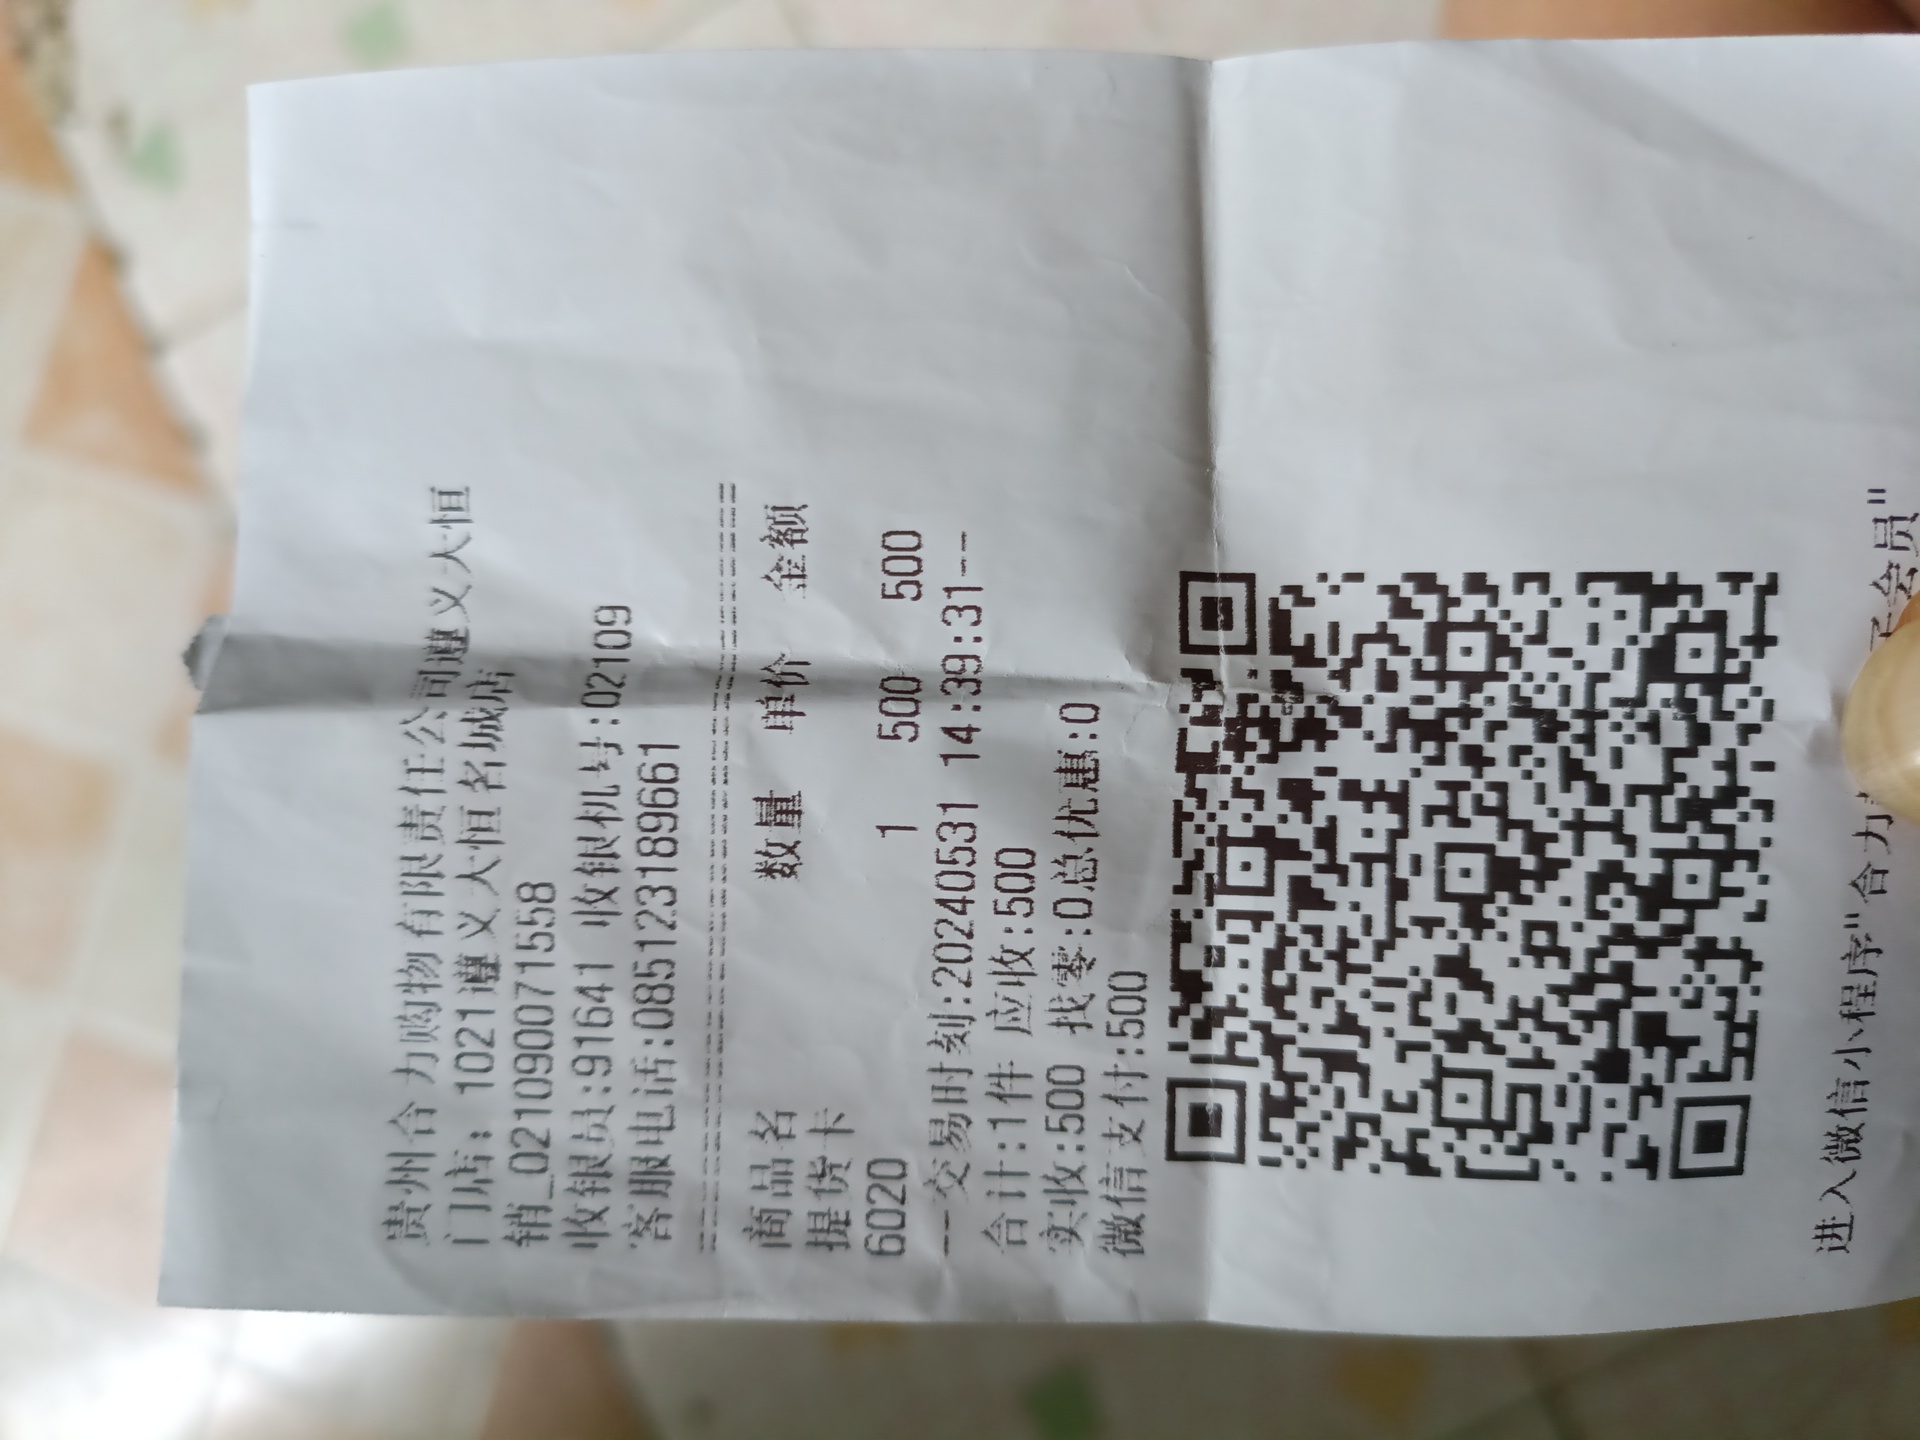 贵州合力购物有限责任公司遵义大恒
门店：1021遵义大恒名城店
销_021090071558
收银员:91641 收银机号:02109
客服电话:085123189661
商品名 数量 单价 金额
提货卡
6020 1 500 500
--交易时刻:20240531 14:39:31--
合计:1件 应收:500
实收:500 找零:0总优惠:0
微信支付:500
进入微信小程序"合力
会员"